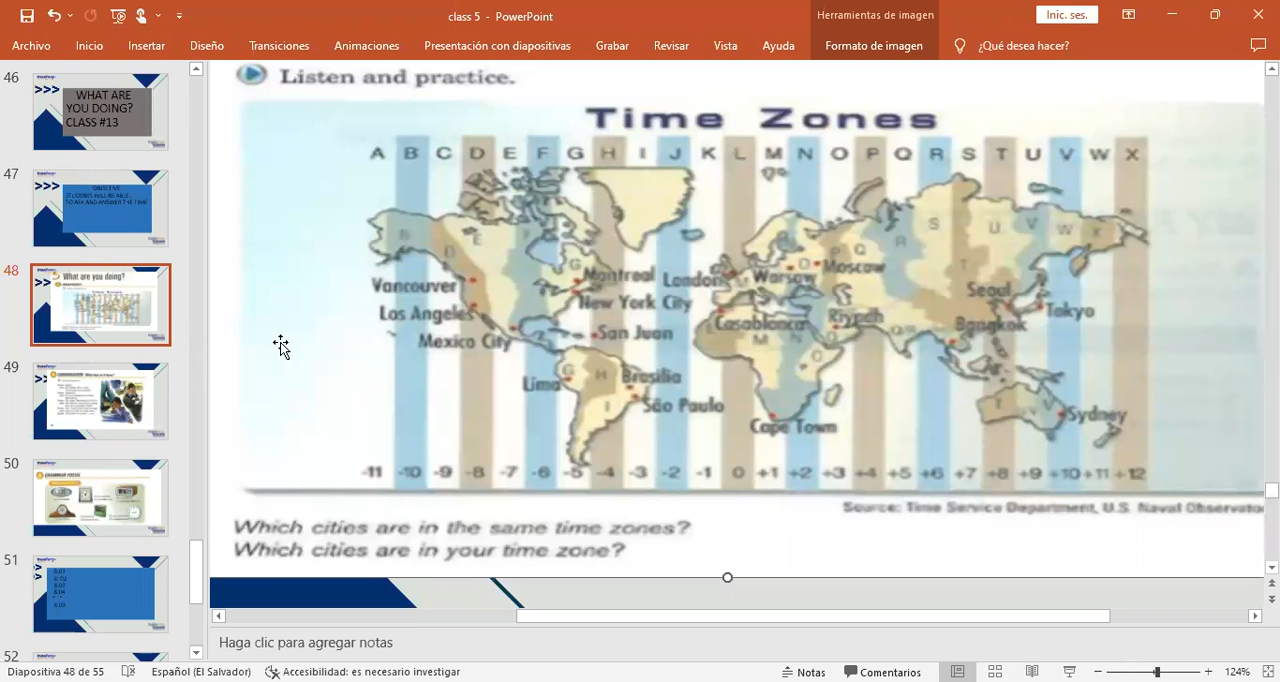 class 5 - PowerPoint
Herramientas de imagen
Inic. ses.
Archivo Inicio Insertar Diseño Transiciones Animaciones Presentación con diapositivas Grabar Revisar Vista Ayuda Formato de imagen ¿Qué desea hacer?
46
WHAT ARE
YOU DOING?
CLASS #13
47
48
What are you doing?
49
50
GRAMMAR FOCUS
51
52
Listen and practice.
Time Zones
A B C D E F G H I J K L M N O P Q R S T U V W X
B D E F G O P Q R S T U V W X
Montreal London Warsaw Moscow
Vancouver New York City Seoul
Los Angeles San Juan Casablanca Riyadh Bangkok Tokyo
Mexico City M N O Q R
Lima G H Brasilia
I São Paulo Cape Town T U V Sydney
-11 -10 -9 -8 -7 -6 -5 -4 -3 -2 -1 0 +1 +2 +3 +4 +5 +6 +7 +8 +9 +10 +11 +12
Source: Time Service Department, U.S. Naval Observator
Which cities are in the same time zones?
Which cities are in your time zone?
Haga clic para agregar notas
Diapositiva 48 de 55 Español (El Salvador) Accesibilidad: es necesario investigar Notas Comentarios 124%